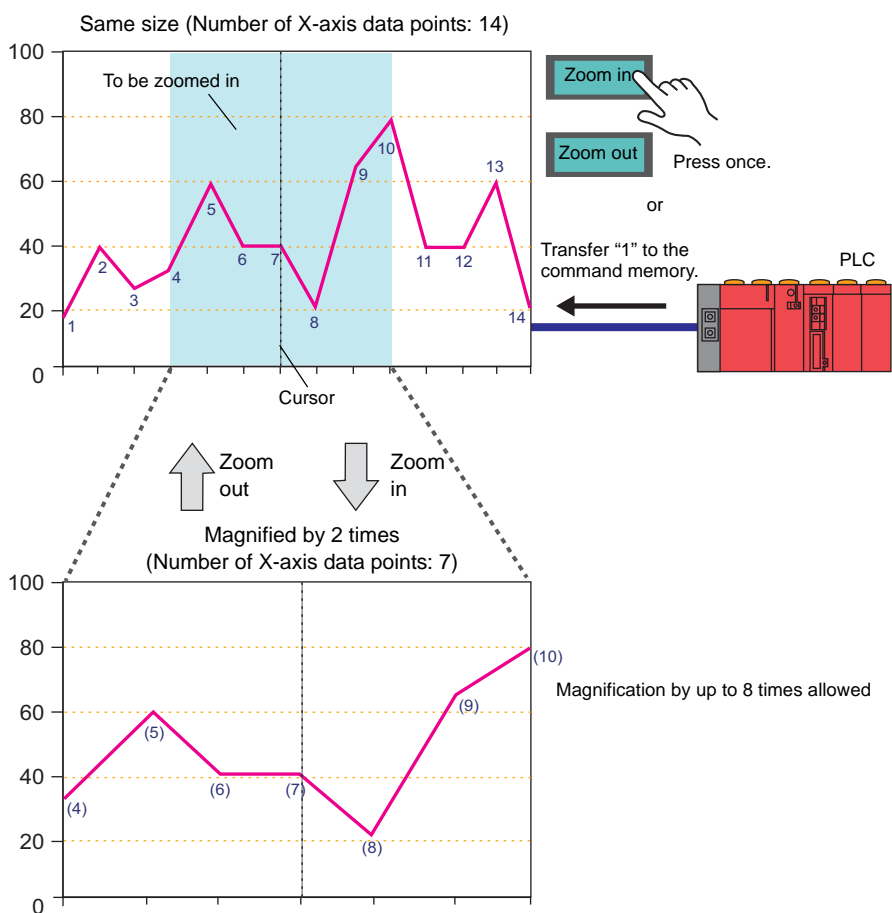 Same size (Number of X-axis data points: 14)
100
80
60
40
20
0
To be zoomed in
1
2
3
4
5
6
7
8
9
10
11
12
13
14
Cursor
Zoom in
Zoom out
Press once.
or
Transfer “1” to the
command memory.
PLC
Zoom
out
Zoom
in
Magnified by 2 times
(Number of X-axis data points: 7)
100
80
60
40
20
0
(4)
(5)
(6)
(7)
(8)
(9)
(10)
Magnification by up to 8 times allowed